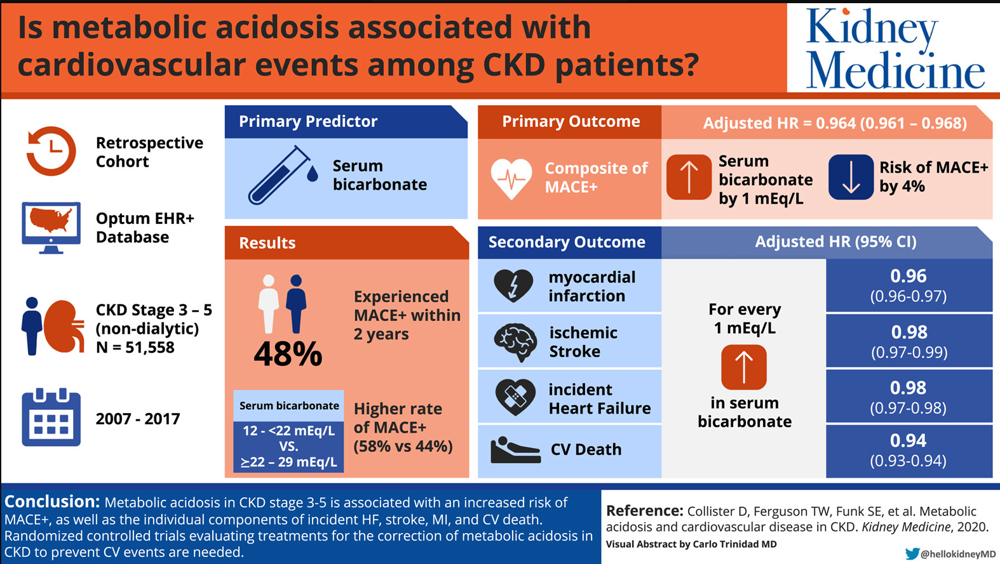 Is metabolic acidosis associated with
cardiovascular events among CKD patients?
Kidney
Medicine
Retrospective
Cohort
Optum EHR+
Database
CKD Stage 3 – 5
(non-dialytic)
N = 51,558
2007 - 2017
Primary Predictor
Serum
bicarbonate
Results
48%
Experienced
MACE+ within
2 years
Serum bicarbonate
12 - <22 mEq/L
VS.
≥22 – 29 mEq/L
Higher rate
of MACE+
(58% vs 44%)
Primary Outcome
Adjusted HR = 0.964 (0.961 – 0.968)
Composite of
MACE+
Serum
bicarbonate
by 1 mEq/L
Risk of MACE+
by 4%
Secondary Outcome
Adjusted HR (95% CI)
myocardial
infarction
ischemic
Stroke
incident
Heart Failure
CV Death
For every
1 mEq/L
in serum
bicarbonate
0.96
(0.96-0.97)
0.98
(0.97-0.99)
0.98
(0.97-0.98)
0.94
(0.93-0.94)
Conclusion: Metabolic acidosis in CKD stage 3-5 is associated with an increased risk of
MACE+, as well as the individual components of incident HF, stroke, MI, and CV death.
Randomized controlled trials evaluating treatments for the correction of metabolic acidosis in
CKD to prevent CV events are needed.
Reference: Collister D, Ferguson TW, Funk SE, et al. Metabolic
acidosis and cardiovascular disease in CKD. Kidney Medicine, 2020.
Visual Abstract by Carlo Trinidad MD
@hellokidneyMD